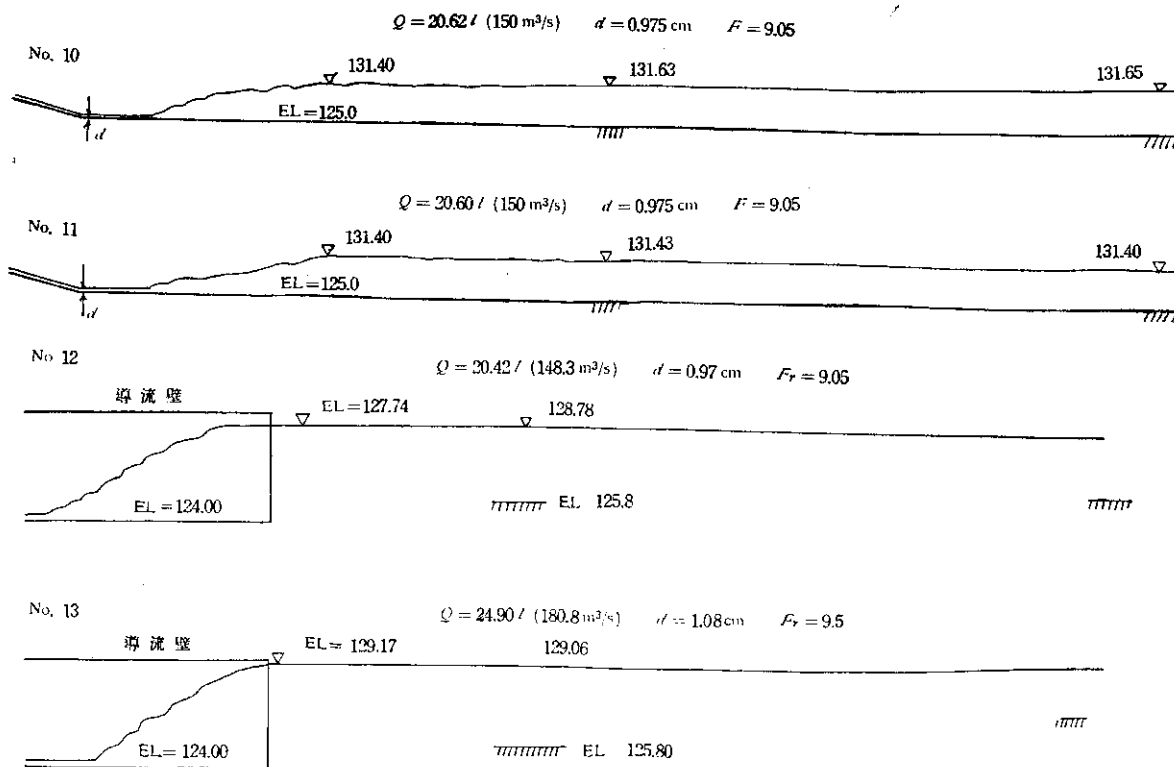 Q = 20.62 l (150 m³/s) d = 0.975 cm F = 9.05
No. 10
131.40 131.63 131.65
EL=125.0
d
Q = 20.60 l (150 m³/s) d = 0.975 cm F = 9.05
No. 11
131.40 131.43 131.40
EL=125.0
d
No 12
Q = 20.42 l (148.3 m³/s) d = 0.97 cm Fr = 9.05
導流壁
EL=127.74 128.78
EL=124.00
EL 125.8
No. 13
Q = 24.90 l (180.8 m³/s) d = 1.08 cm Fr = 9.5
導流壁
EL= 129.17 129.06
EL=124.00
EL 125.80